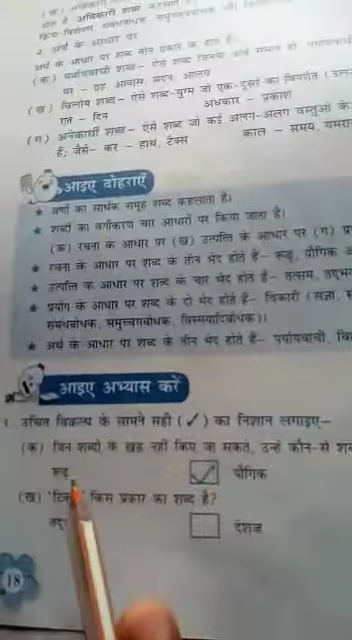 २. अर्थ के आधार पर
अर्थ के आधार पर शब्द तीन प्रकार के होते हैं-
(क) पर्यायवाची शब्द- ऐसे शब्द जिनके अर्थ समान हों, पर्यायवाची
घर - गृह, आवास, सदन, आलय
(ख) विलोम शब्द- ऐसे शब्द-युग्म जो एक-दूसरे का विपरीत (उल
रात - दिन अंधकार - प्रकाश
(ग) अनेकार्थी शब्द- ऐसे शब्द जो कई अलग-अलग वस्तुओं के
हैं; जैसे- कर - हाथ, टैक्स काल - समय, यमरा
आइए दोहराएँ
★ वर्णों का सार्थक समूह शब्द कहलाता है।
★ शब्दों का वर्गीकरण चार आधारों पर किया जाता है।
(क) रचना के आधार पर (ख) उत्पत्ति के आधार पर (ग) प्र
★ रचना के आधार पर शब्द के तीन भेद होते हैं- रूढ़, यौगिक अ
★ उत्पत्ति के आधार पर शब्द के चार भेद होते हैं- तत्सम, तद्भव
★ प्रयोग के आधार पर शब्द के दो भेद होते हैं- विकारी (संज्ञा, स
संबंधबोधक, समुच्चयबोधक, विस्मयादिबोधक)।
★ अर्थ के आधार पर शब्द के तीन भेद होते हैं- पर्यायवाची, वि
आइए अभ्यास करें
1. उचित विकल्प के सामने सही (✓) का निशान लगाइए-
(क) जिन शब्दों के खंड नहीं किए जा सकते, उन्हें कौन-से शब
रूढ़ ✓ यौगिक
(ख) किस प्रकार का शब्द है?
देशज
18